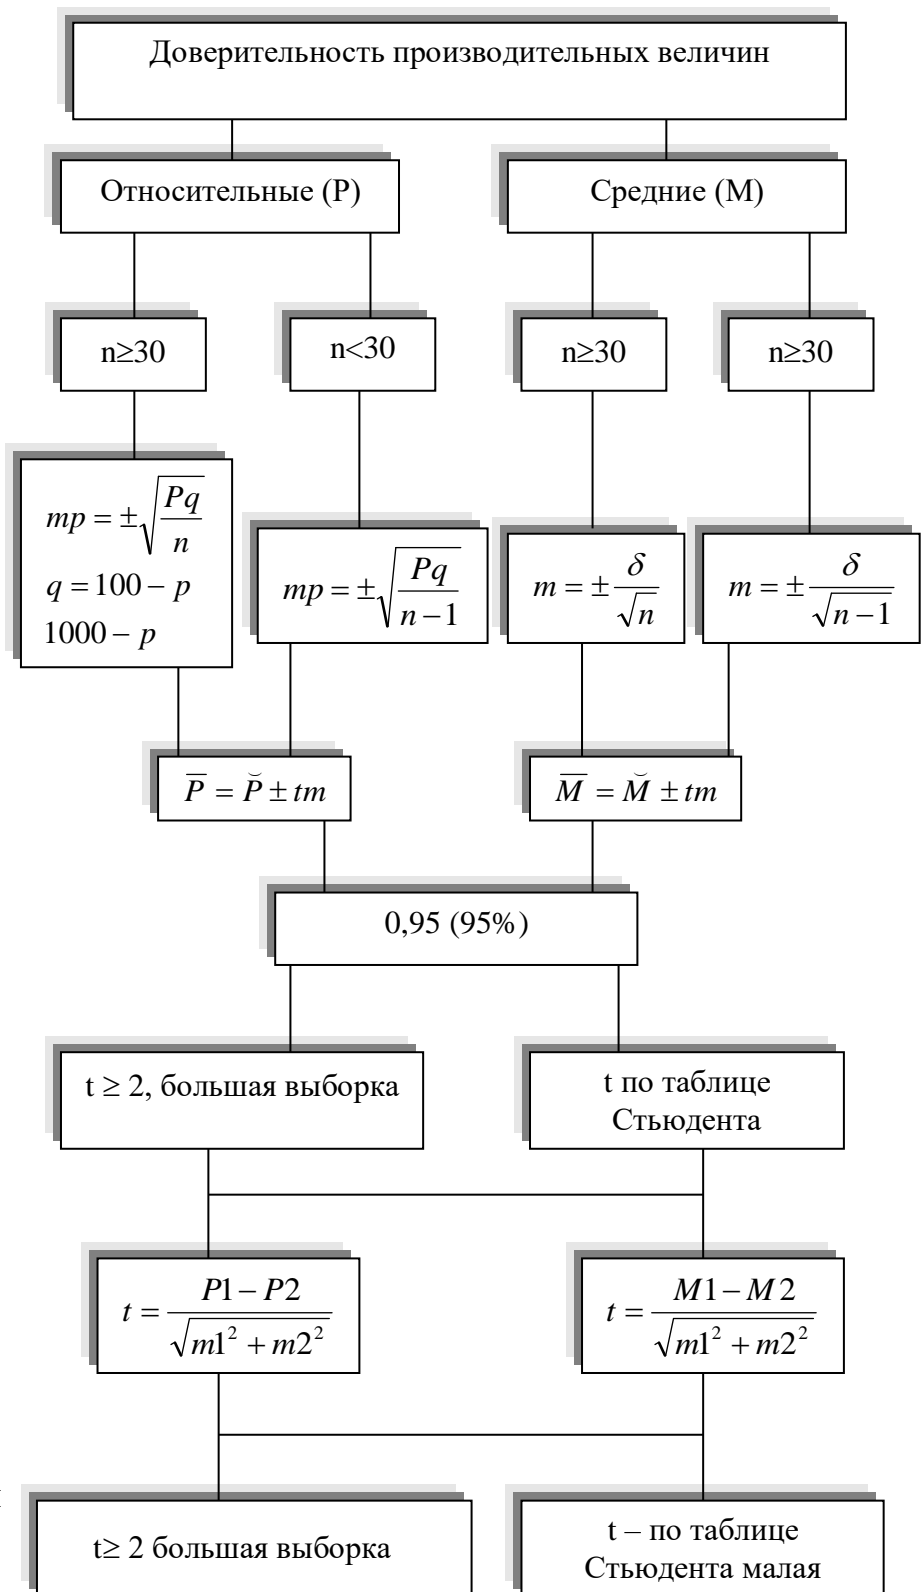 Доверительность производительных величин
Относительные (P)
Средние (M)
n≥30
n<30
n≥30
n≥30
mp = ±√(Pq/n)
q = 100 – p
1000 – p
mp = ±√(Pq/(n – 1))
m = ± δ/√n
m = ± δ/√(n – 1)
P̅ = P̆ ± tm
M̅ = M̆ ± tm
0,95 (95%)
t ≥ 2, большая выборка
t по таблице
Стьюдента
t = (P1 – P2)/√(m1² + m2²)
t = (M1 – M2)/√(m1² + m2²)
t≥ 2 большая выборка
t – по таблице
Стьюдента малая